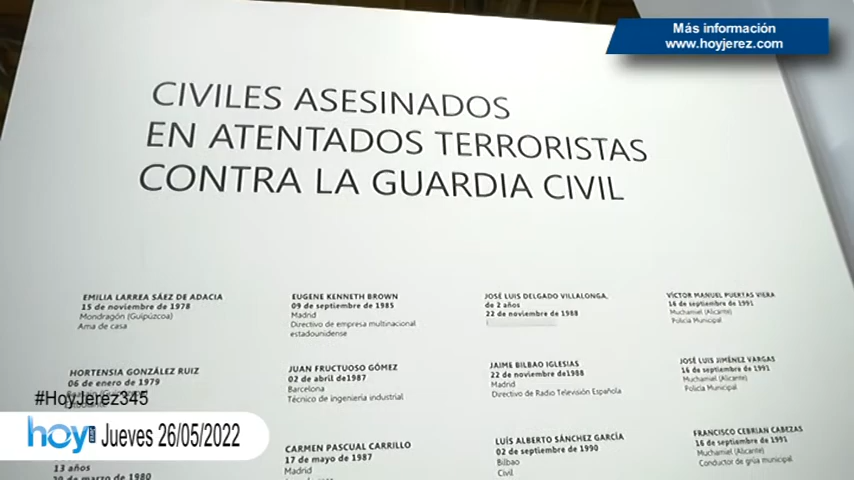 Más información
www.hoyjerez.com
CIVILES ASESINADOS
EN ATENTADOS TERRORISTAS
CONTRA LA GUARDIA CIVIL
EMILIA LARREA SÁEZ DE ADACIA
15 de noviembre de 1978
Mondragón (Guipúzcoa)
Ama de casa
EUGENE KENNETH BROWN
09 de septiembre de 1985
Madrid
Directivo de empresa multinacional
estadounidense
JOSÉ LUIS DELGADO VILLALONGA,
de 2 años
22 de noviembre de 1988
VÍCTOR MANUEL PUERTAS VIERA
16 de septiembre de 1991
Muchamiel (Alicante)
Policía Municipal
HORTENSIA GONZÁLEZ RUIZ
06 de enero de 1979
JUAN FRUCTUOSO GÓMEZ
02 de abril de1987
Barcelona
Técnico de ingeniería industrial
JAIME BILBAO IGLESIAS
22 de noviembre de1988
Madrid
Directivo de Radio Televisión Española
JOSÉ LUIS JIMÉNEZ VARGAS
16 de septiembre de 1991
Muchamiel (Alicante)
Policía Municipal
#HoyJerez345
hoy Jueves 26/05/2022
13 años
20 de marzo de 1980
CARMEN PASCUAL CARRILLO
17 de mayo de 1987
Madrid
LUÍS ALBERTO SÁNCHEZ GARCÍA
02 de septiembre de 1990
Bilbao
Civil
FRANCISCO CEBRIAN CABEZAS
16 de septiembre de 1991
Muchamiel (Alicante)
Conductor de grúa municipal